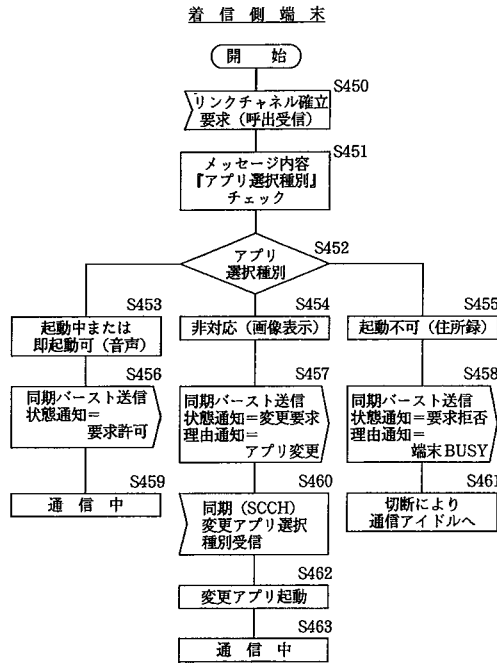 着信側端末
開始
S450
リンクチャネル確立
要求（呼出受信）
S451
メッセージ内容
『アプリ選択種別』
チェック
S452
アプリ
選択種別
S453
起動中または
即起動可（音声）
S454
非対応（画像表示）
S455
起動不可（住所録）
S456
同期バースト送信
状態通知＝
要求許可
S457
同期バースト送信
状態通知＝変更要求
理由通知＝
アプリ変更
S458
同期バースト送信
状態通知＝要求拒否
理由通知＝
端末BUSY
S459
通信中
S460
同期（SCCH）
変更アプリ選択
種別受信
S461
切断により
通信アイドルへ
S462
変更アプリ起動
S463
通信中